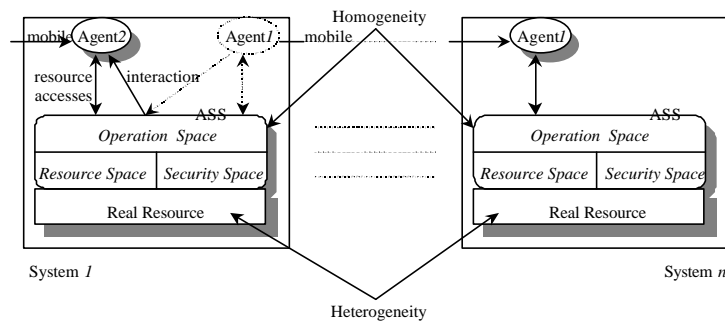 Homogeneity
mobile Agent2 Agent1 mobile Agent1
resource accesses
interaction
ASS ASS
Operation Space Operation Space
Resource Space Security Space Resource Space Security Space
Real Resource Real Resource
System 1 System n
Heterogeneity